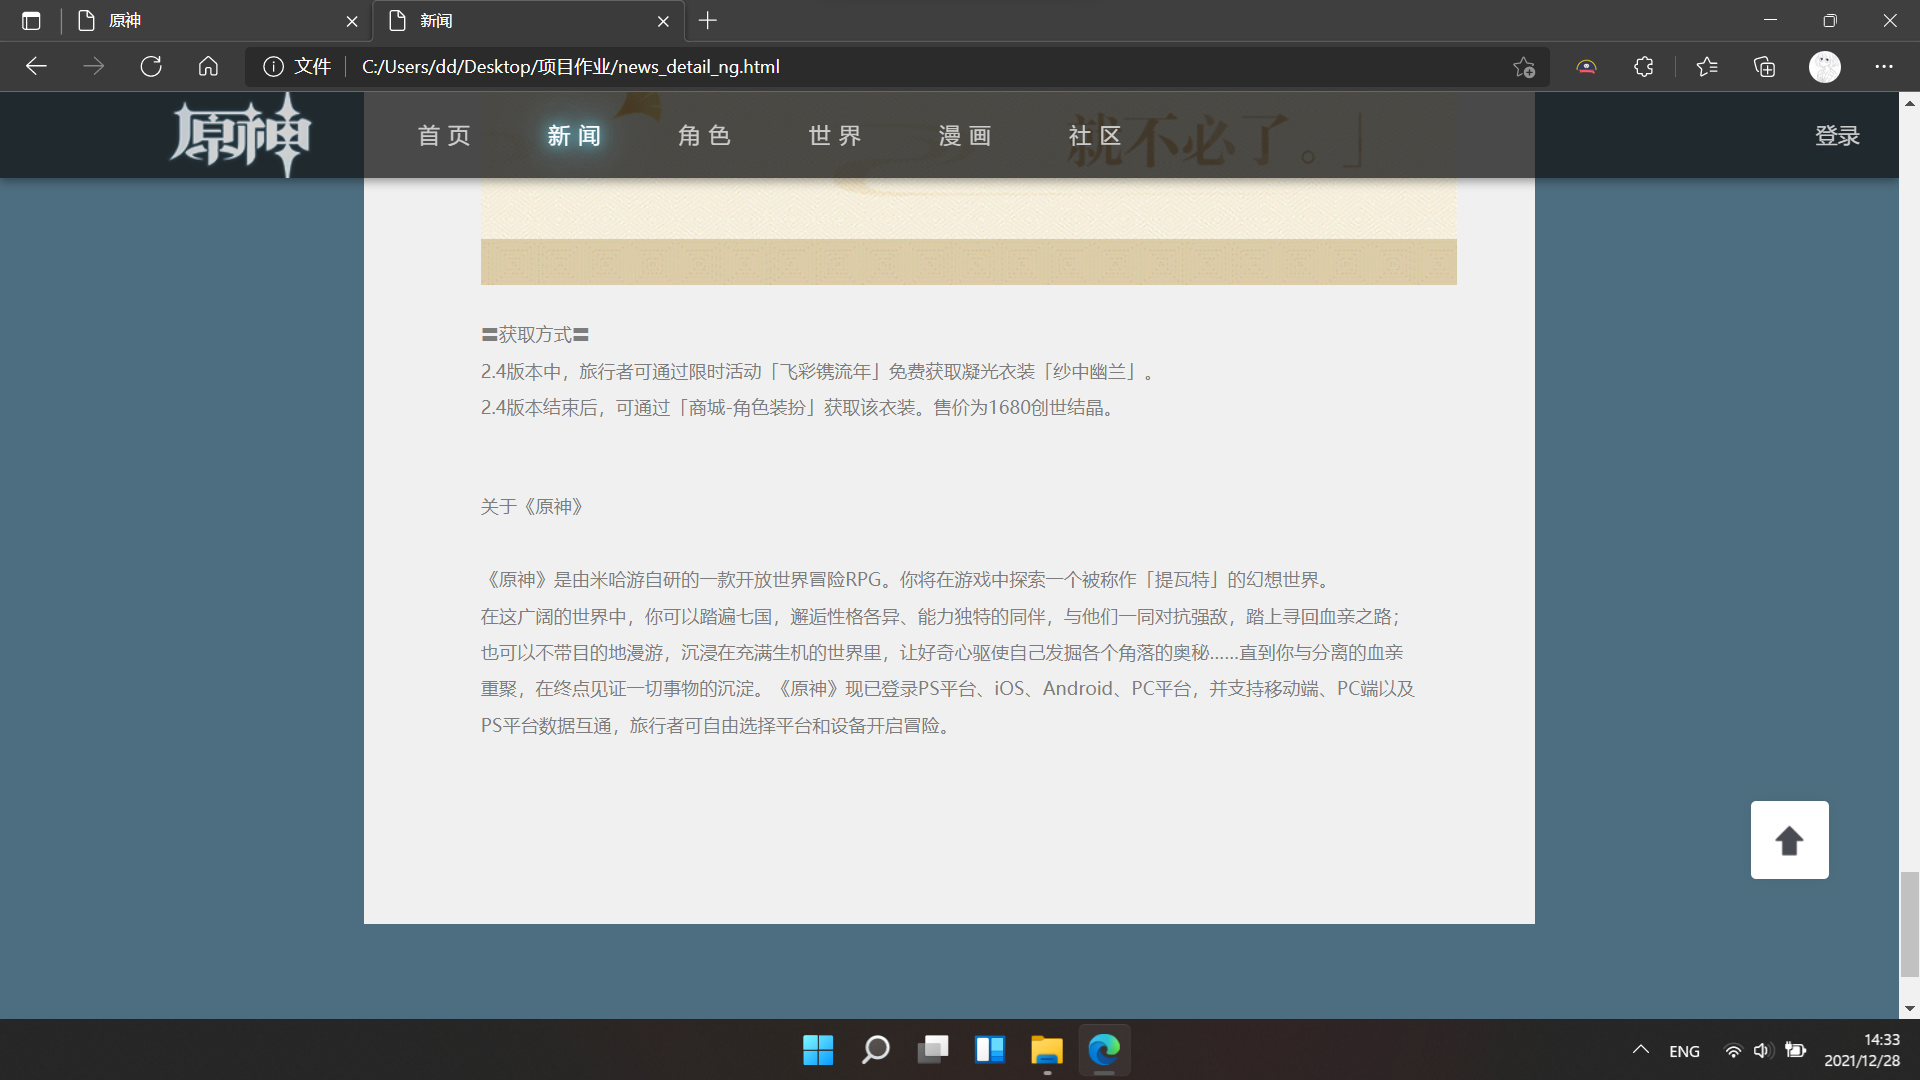 原神
新闻
文件
C:/Users/dd/Desktop/项目作业/news_detail_ng.html
原神
首页
新闻
角色
世界
漫画
社区
登录
就不必了。」
〓获取方式〓
2.4版本中，旅行者可通过限时活动「飞彩镌流年」免费获取凝光衣装「纱中幽兰」。
2.4版本结束后，可通过「商城-角色装扮」获取该衣装。售价为1680创世结晶。
关于《原神》
《原神》是由米哈游自研的一款开放世界冒险RPG。你将在游戏中探索一个被称作「提瓦特」的幻想世界。
在这广阔的世界中，你可以踏遍七国，邂逅性格各异、能力独特的同伴，与他们一同对抗强敌，踏上寻回血亲之路；
也可以不带目的地漫游，沉浸在充满生机的世界里，让好奇心驱使自己发掘各个角落的奥秘……直到你与分离的血亲
重聚，在终点见证一切事物的沉淀。《原神》现已登录PS平台、iOS、Android、PC平台，并支持移动端、PC端以及
PS平台数据互通，旅行者可自由选择平台和设备开启冒险。
ENG
14:33
2021/12/28